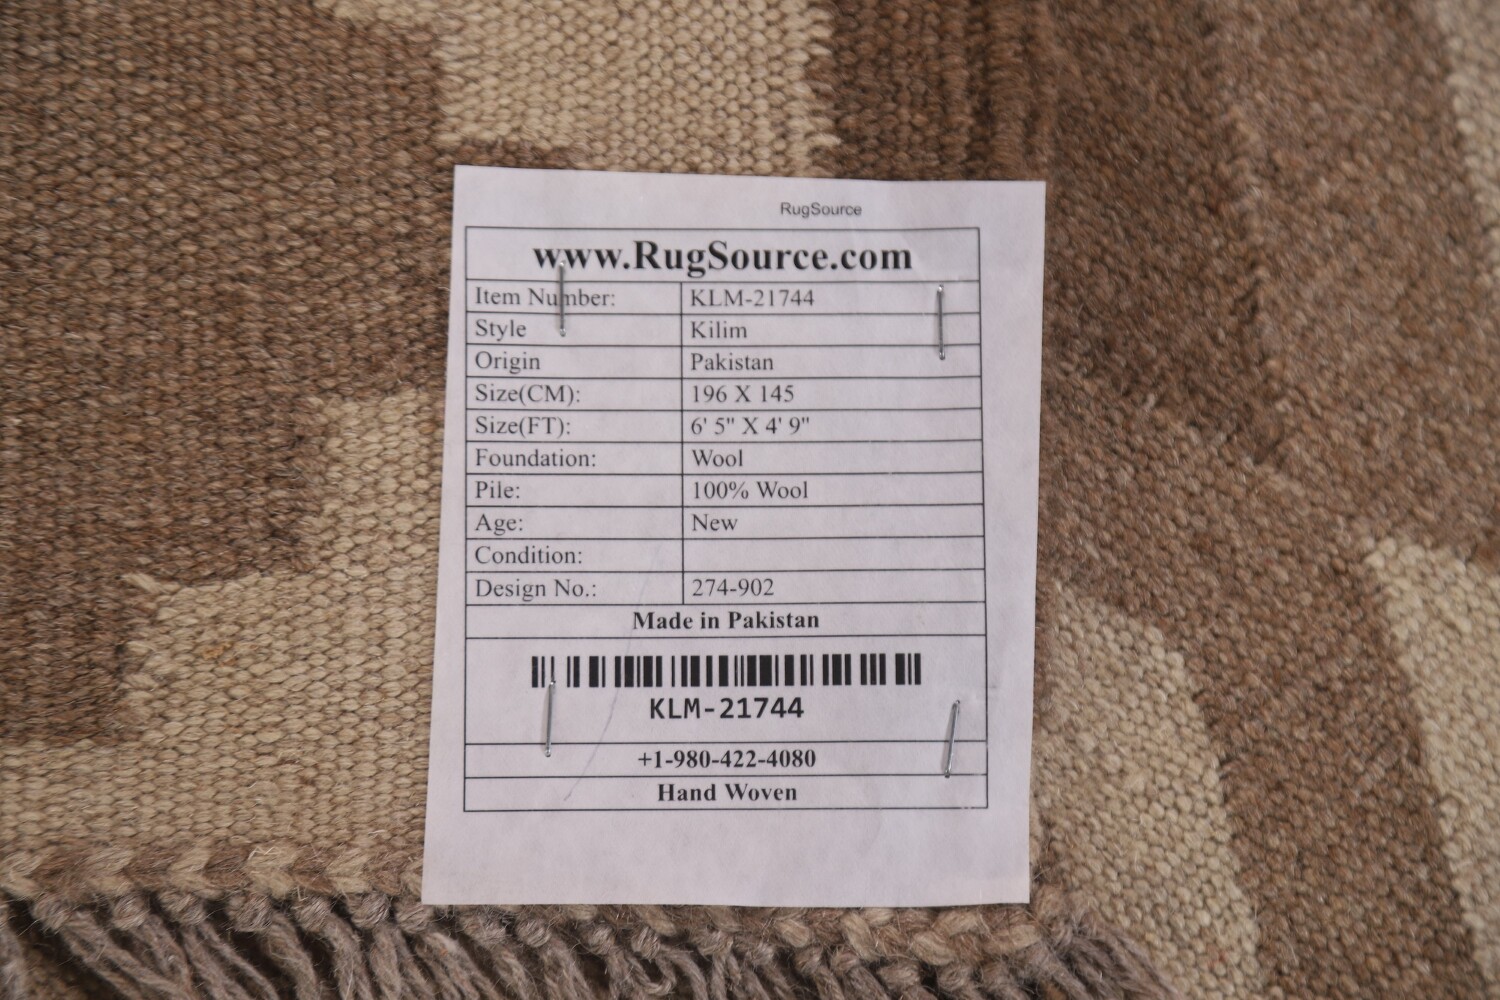 RugSource
www.RugSource.com
Item Number: KLM-21744
Style Kilim
Origin Pakistan
Size(CM): 196 X 145
Size(FT): 6' 5" X 4' 9"
Foundation: Wool
Pile: 100% Wool
Age: New
Condition:
Design No.: 274-902
Made in Pakistan
KLM-21744
+1-980-422-4080
Hand Woven